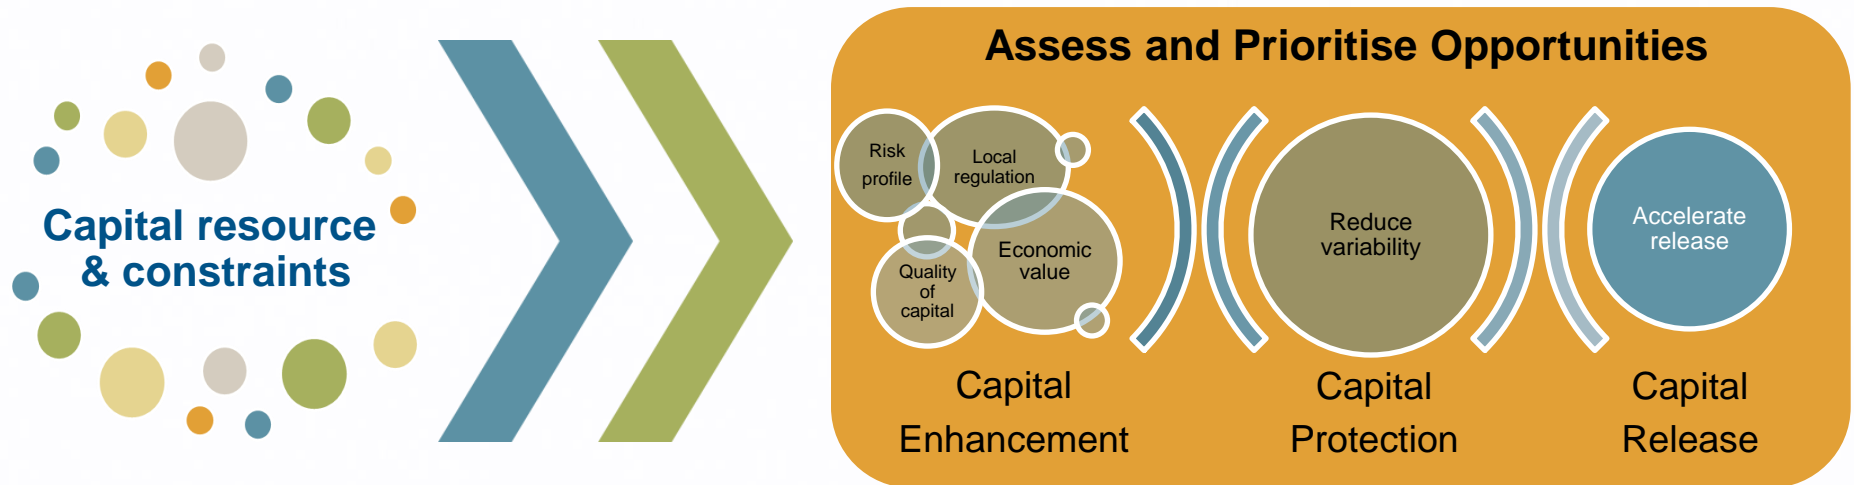 Capital resource
& constraints
Assess and Prioritise Opportunities
Risk
profile
Local
regulation
Economic
value
Quality
of
capital
Capital
Enhancement
Reduce
variability
Capital
Protection
Accelerate
release
Capital
Release